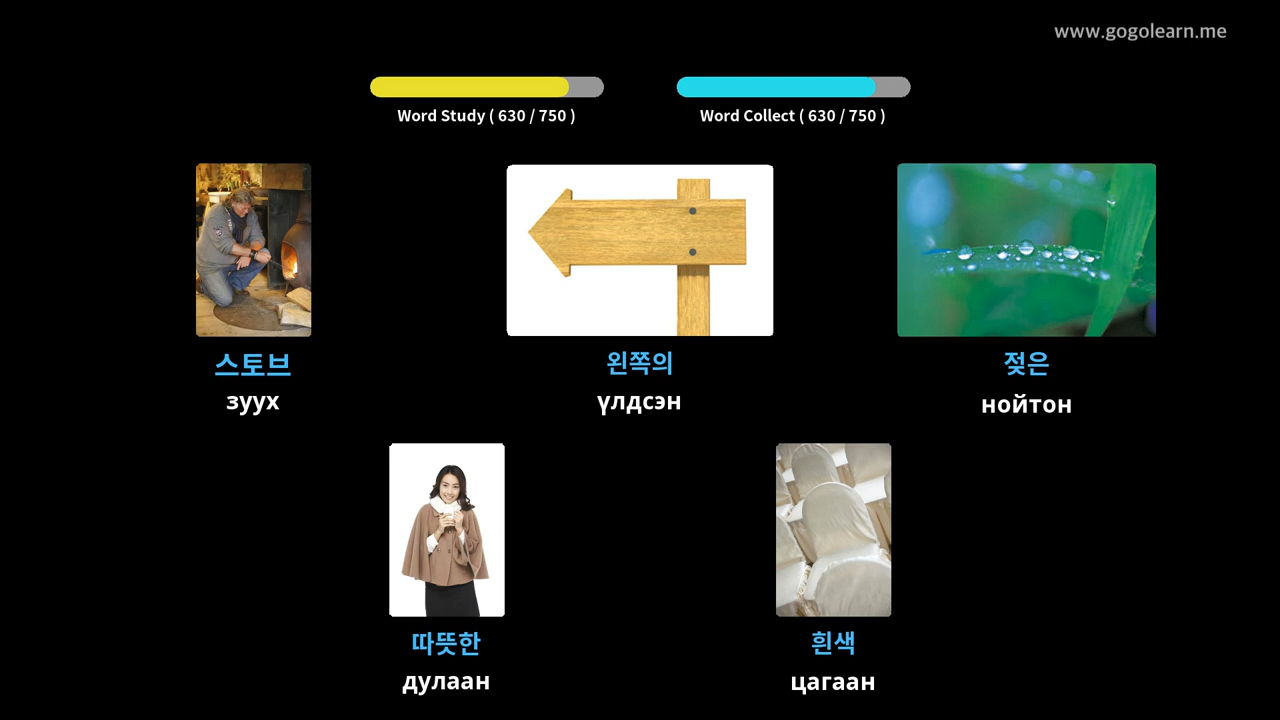 www.gogolearn.me
Word Study ( 630 / 750 )
Word Collect ( 630 / 750 )
스토브
зуух
왼쪽의
үлдсэн
젖은
нойтон
따뜻한
дулаан
흰색
цагаан